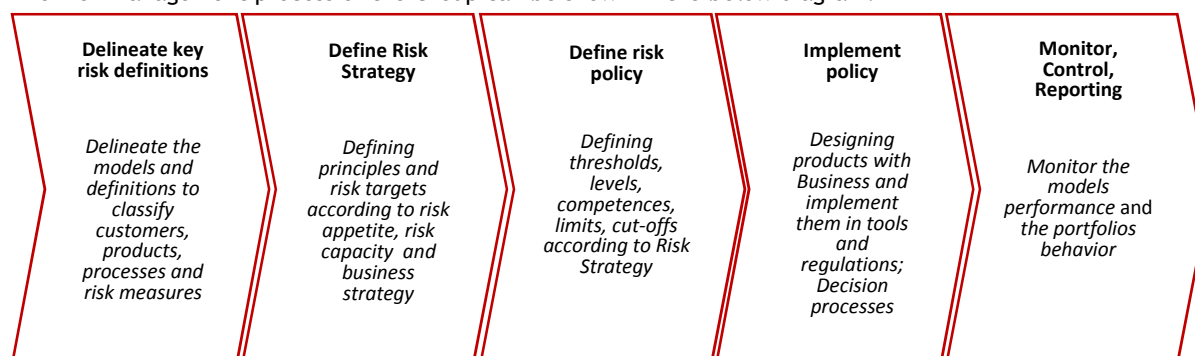 Delineate key
risk definitions
Delineate the
models and
definitions to
classify
customers,
products,
processes and
risk measures
Define Risk
Strategy
Defining
principles and
risk targets
according to risk
appetite, risk
capacity and
business
strategy
Define risk
policy
Defining
thresholds,
levels,
competences,
limits, cut-offs
according to Risk
Strategy
Implement
policy
Designing
products with
Business and
implement
them in tools
and
regulations;
Decision
processes
Monitor,
Control,
Reporting
Monitor the
models
performance and
the portfolios
behavior